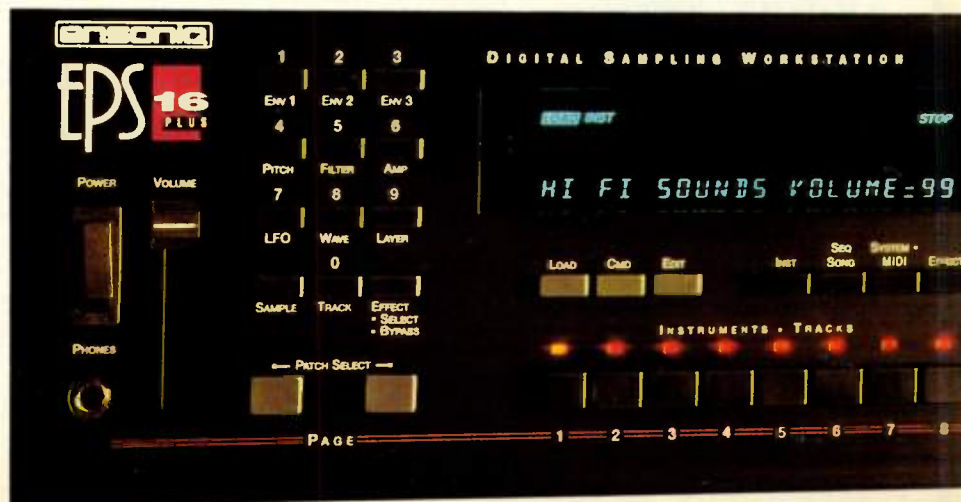 ensoniq
EPS 16 PLUS
DIGITAL SAMPLING WORKSTATION
1 2 3
ENV 1 ENV 2 ENV 3
4 5 6
PITCH FILTER AMP
7 8 9
LFO WAVE LAYER
0
SAMPLE TRACK EFFECT
• SELECT
• BYPASS
POWER VOLUME
PHONES
PATCH SELECT
PAGE
LOAD INST STOP
HI FI SOUNDS VOLUME=99
LOAD CMD EDIT INST SEQ SONG SYSTEM • MIDI EFFECT
INSTRUMENTS • TRACKS
1 2 3 4 5 6 7 8